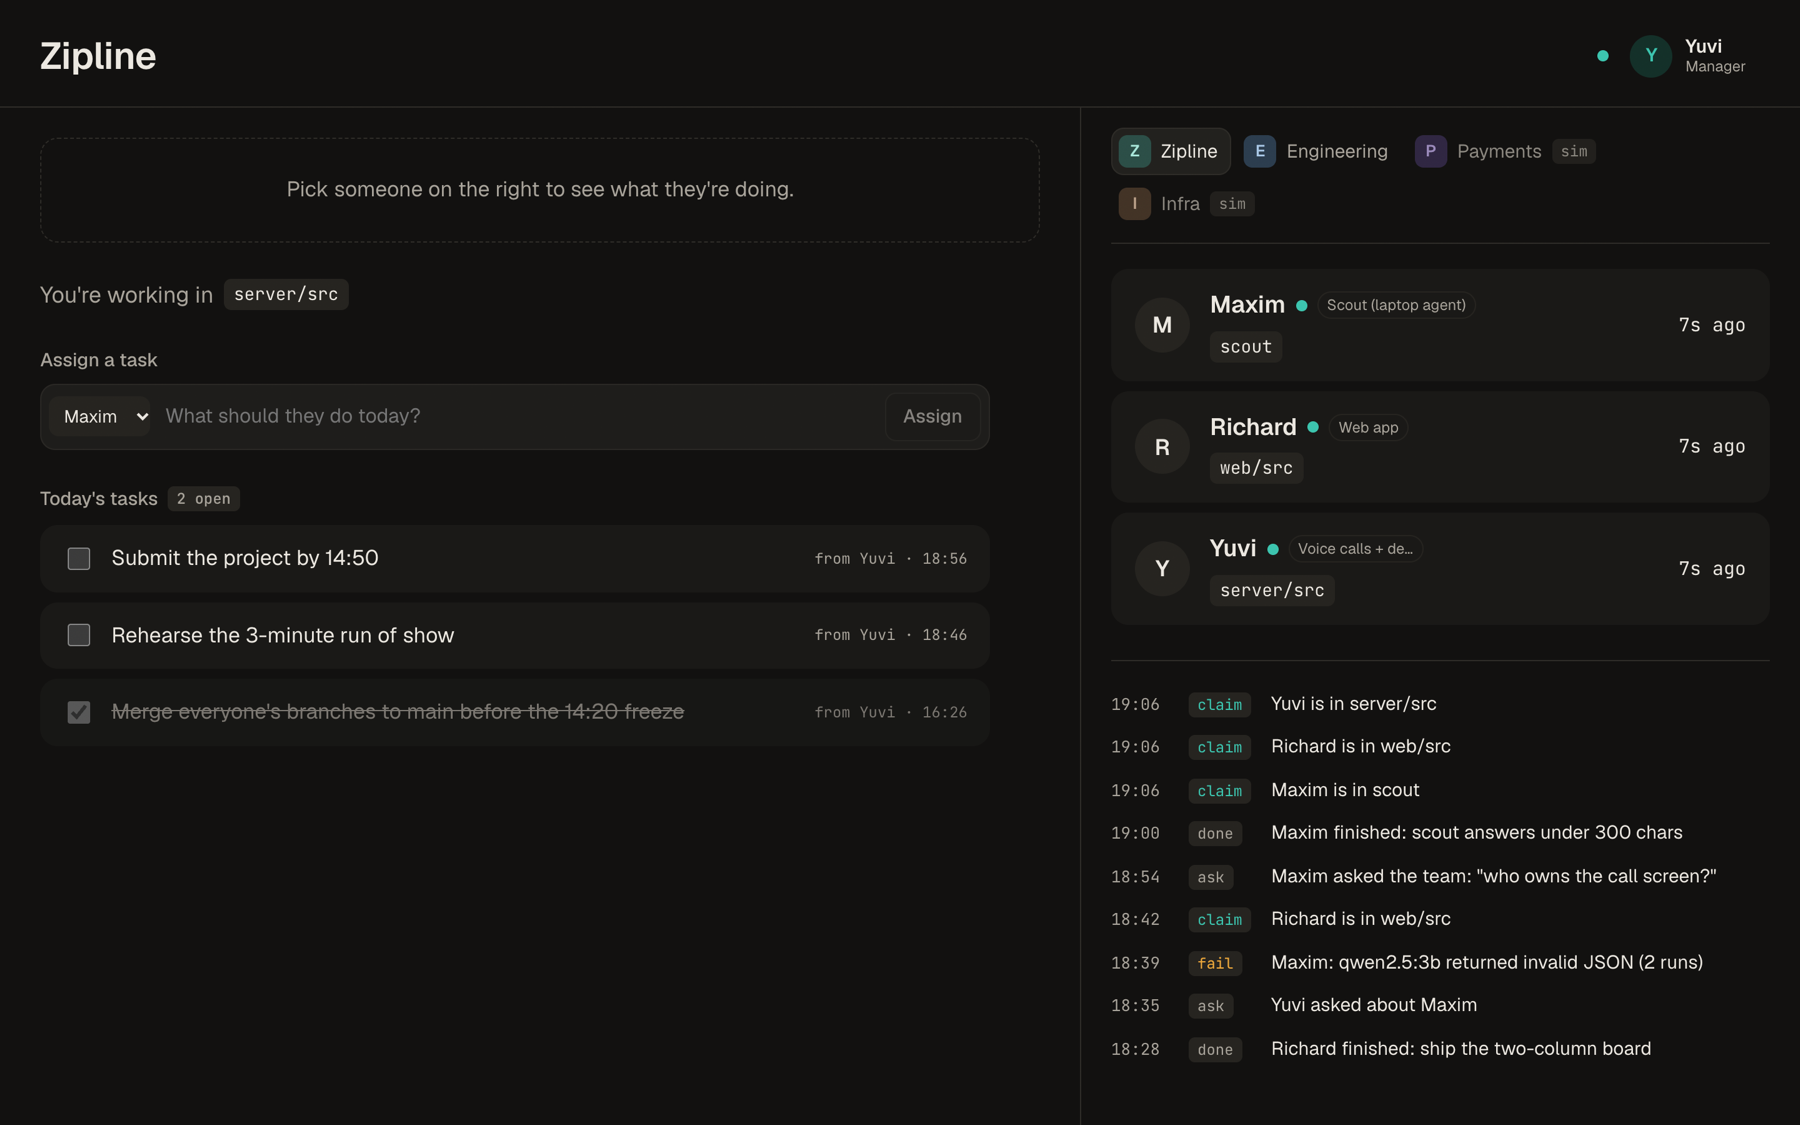 Zipline
Y
Yuvi
Manager
Pick someone on the right to see what they're doing.
You're working in server/src
Assign a task
Maxim What should they do today? Assign
Today's tasks 2 open
Submit the project by 14:50 from Yuvi · 18:56
Rehearse the 3-minute run of show from Yuvi · 18:46
Merge everyone's branches to main before the 14:20 freeze from Yuvi · 16:26
Z Zipline E Engineering P Payments sim
I Infra sim
M Maxim Scout (laptop agent) 7s ago
scout
R Richard Web app 7s ago
web/src
Y Yuvi Voice calls + de... 7s ago
server/src
19:06 claim Yuvi is in server/src
19:06 claim Richard is in web/src
19:06 claim Maxim is in scout
19:00 done Maxim finished: scout answers under 300 chars
18:54 ask Maxim asked the team: "who owns the call screen?"
18:42 claim Richard is in web/src
18:39 fail Maxim: qwen2.5:3b returned invalid JSON (2 runs)
18:35 ask Yuvi asked about Maxim
18:28 done Richard finished: ship the two-column board